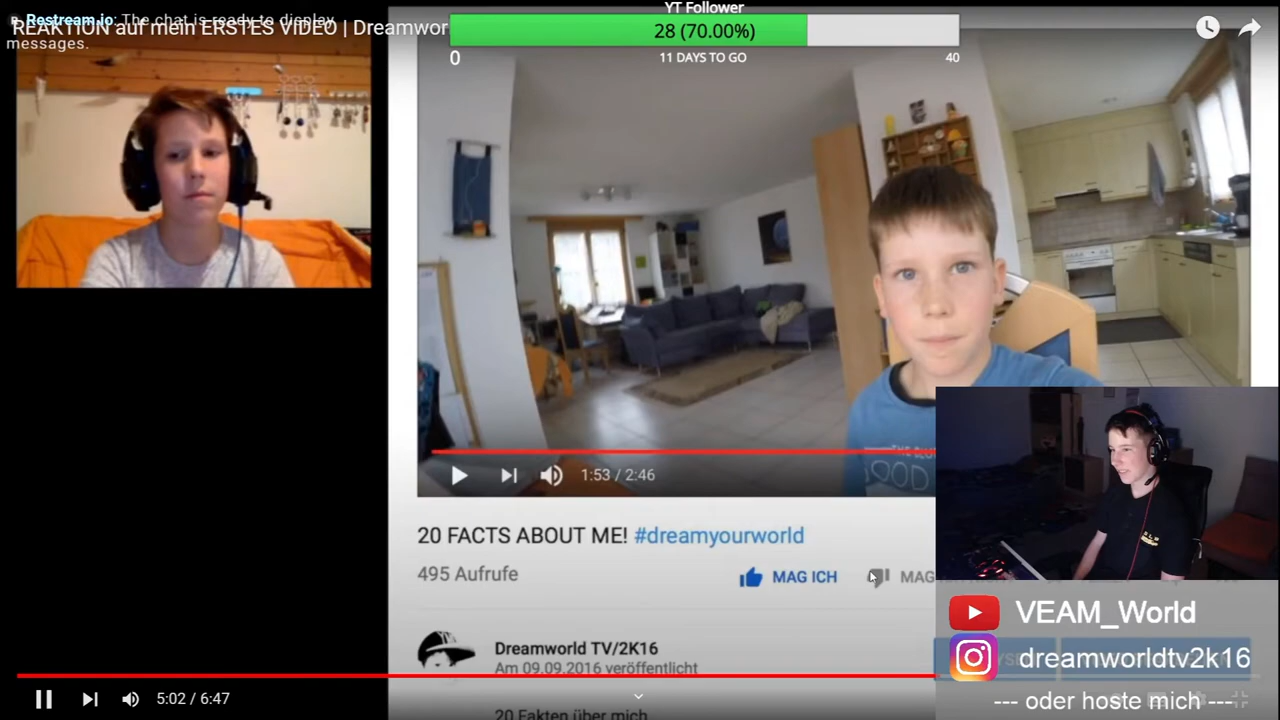 Restream.io: The chat is ready to display
messages.
REAKTION auf mein ERSTES VIDEO | Dreamwor
YT Follower
28 (70.00%)
0
11 DAYS TO GO
40
1:53 / 2:46
20 FACTS ABOUT ME! #dreamyourworld
495 Aufrufe
MAG ICH
MAG
Dreamworld TV/2K16
Am 09.09.2016 veröffentlicht
20 Fakten über mich
VEAM_World
dreamworldtv2k16
--- oder hoste mich ---
5:02 / 6:47